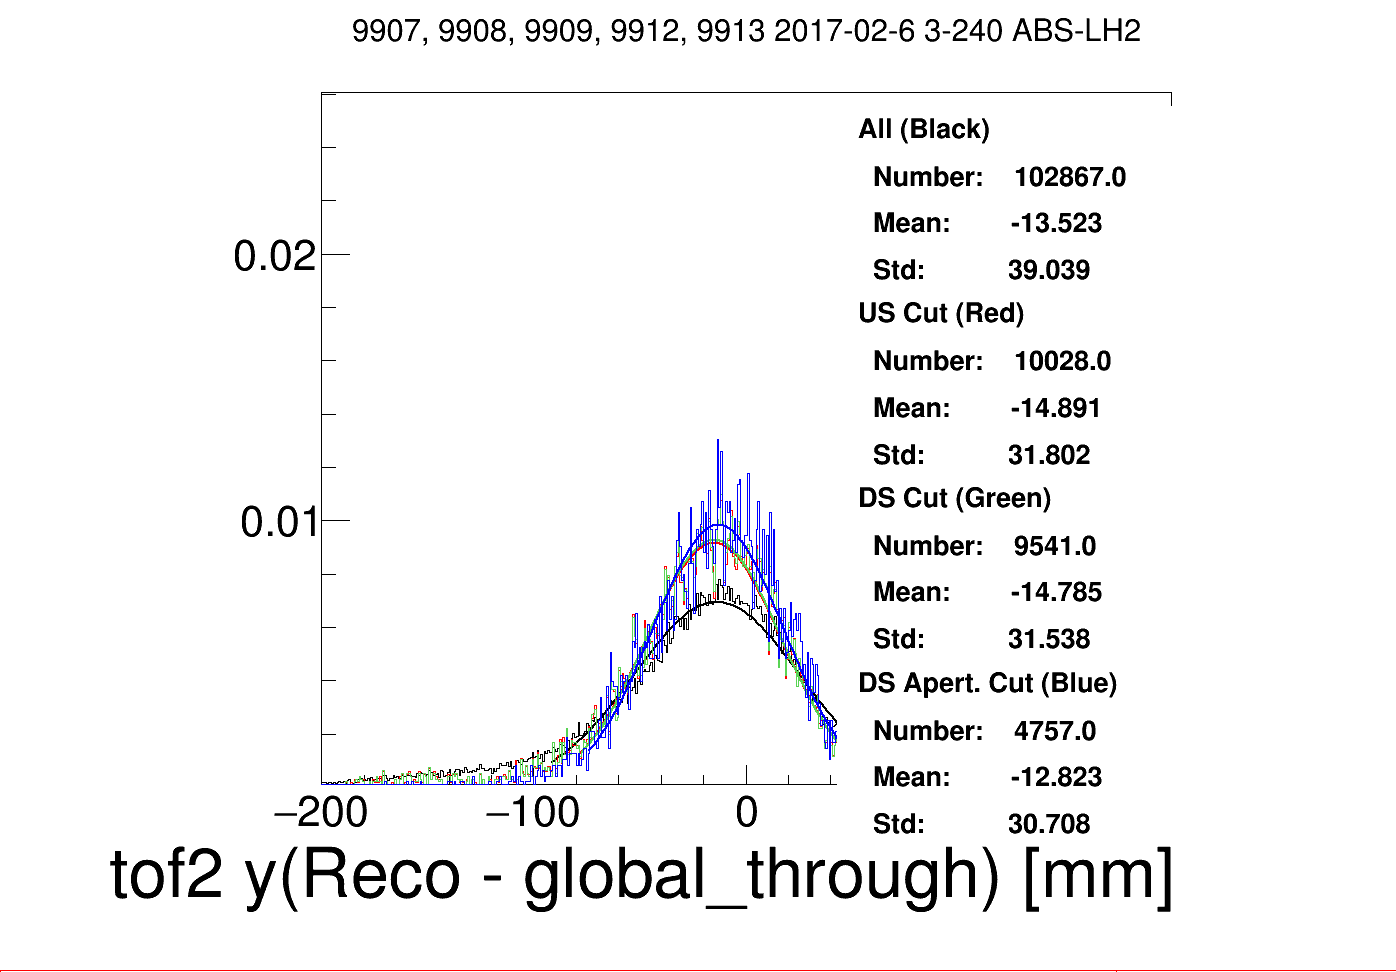 9907, 9908, 9909, 9912, 9913 2017-02-6 3-240 ABS-LH2
All (Black)
Number: 102867.0
Mean: -13.523
Std: 39.039
US Cut (Red)
Number: 10028.0
Mean: -14.891
Std: 31.802
DS Cut (Green)
Number: 9541.0
Mean: -14.785
Std: 31.538
DS Apert. Cut (Blue)
Number: 4757.0
Mean: -12.823
Std: 30.708
0.02
0.01
−200 −100 0
tof2 y(Reco - global_through) [mm]